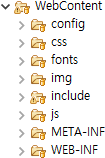 WebContent
config
css
fonts
img
include
js
META-INF
WEB-INF